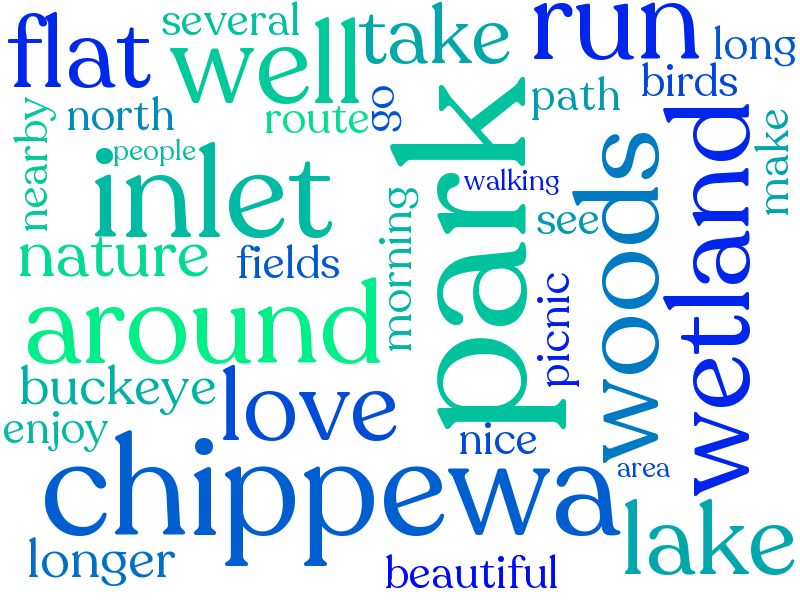 several
take
run
flat
well
long
birds
go
path
north
route
nearby
people
inlet
park
walking
woods
wetland
make
see
nature
fields
morning
picnic
around
buckeye
love
enjoy
nice
chippewa
area
lake
longer
beautiful